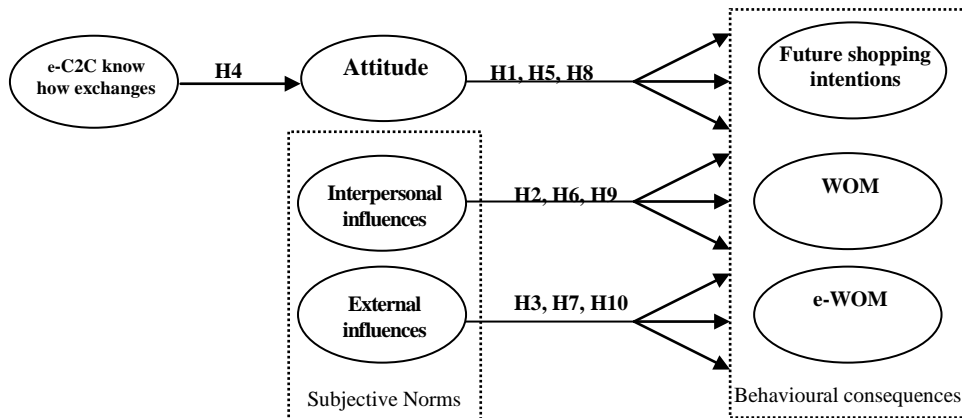 e-C2C know
how exchanges
H4
Attitude
H1, H5, H8
Future shopping
intentions
Interpersonal
influences
H2, H6, H9
WOM
External
influences
H3, H7, H10
e-WOM
Subjective Norms
Behavioural consequences